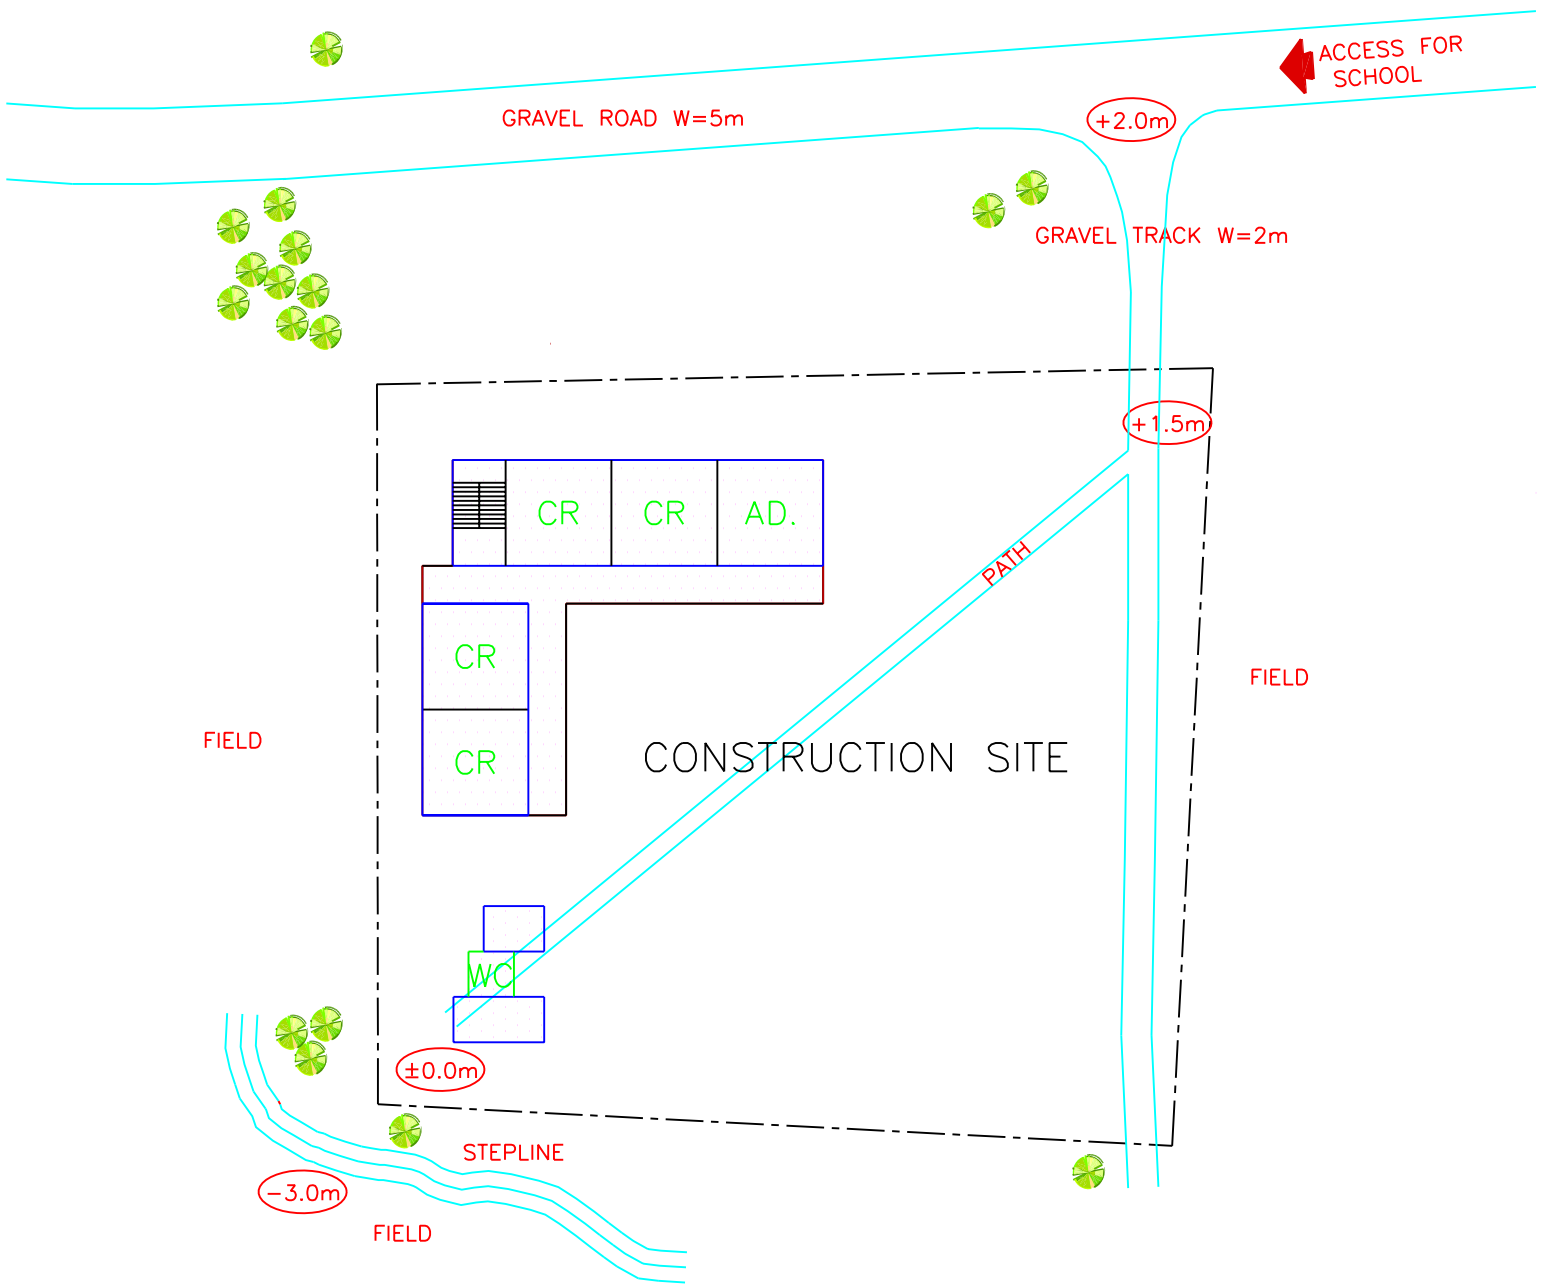 ACCESS FOR
SCHOOL
GRAVEL ROAD W=5m
+2.0m
GRAVEL TRACK W=2m
+1.5m
CR
CR
AD.
PATH
CR
FIELD
FIELD
CONSTRUCTION SITE
CR
WC
±0.0m
STEPLINE
-3.0m
FIELD